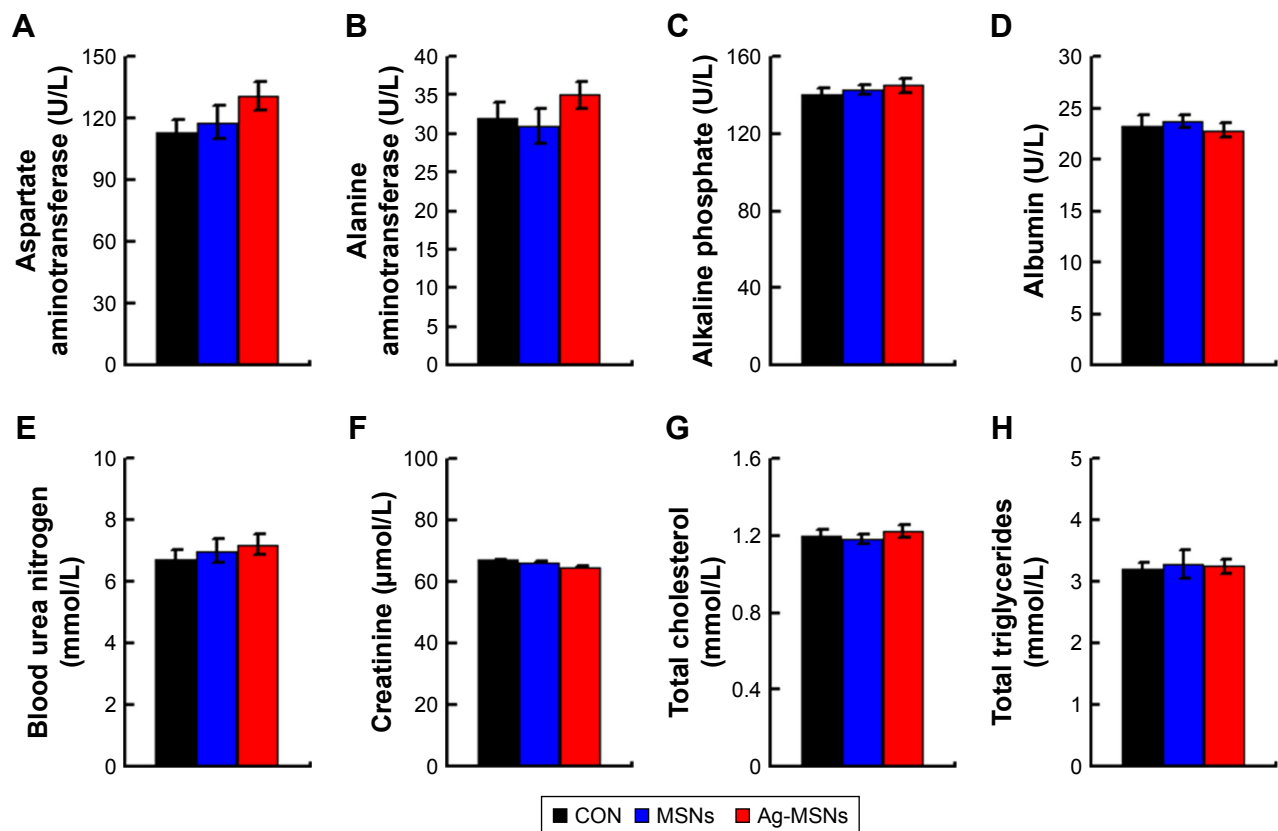 A
Aspartate
aminotransferase (U/L)
150
120
90
60
30
0
B
Alanine
aminotransferase (U/L)
40
35
30
25
20
15
10
5
0
C
Alkaline phosphate (U/L)
160
120
80
40
0
D
Albumin (U/L)
30
25
20
15
10
5
0
E
Blood urea nitrogen
(mmol/L)
10
8
6
4
2
0
F
Creatinine (μmol/L)
100
80
60
40
20
0
G
Total cholesterol
(mmol/L)
1.6
1.2
0.8
0.4
0
H
Total triglycerides
(mmol/L)
5
4
3
2
1
0
CON MSNs Ag-MSNs